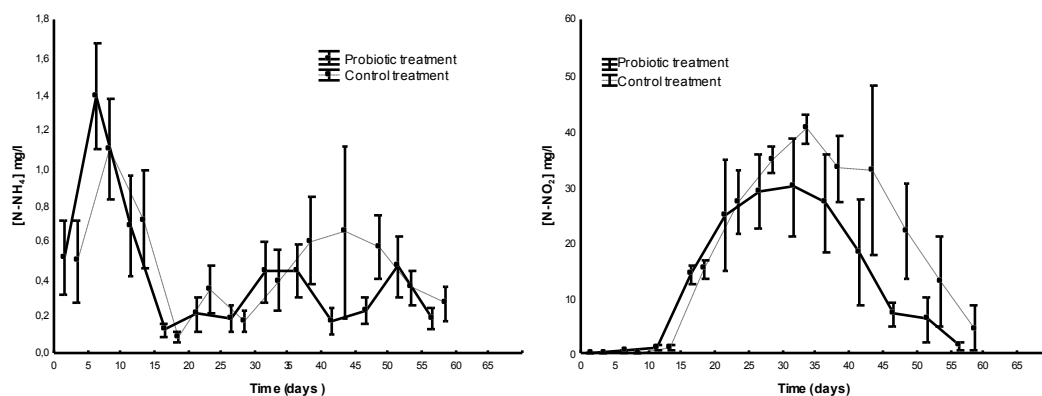 1,8
1,6
1,4
1,2
1,0
0,8
0,6
0,4
0,2
0,0
[N-NH4] mg/l
Probiotic treatment
Control treatment
0 5 10 15 20 25 30 35 40 45 50 55 60 65
Time (days)
60
50
40
30
20
10
0
[N-NO2] mg/l
Probiotic treatment
Control treatment
0 5 10 15 20 25 30 35 40 45 50 55 60 65
Time (days)